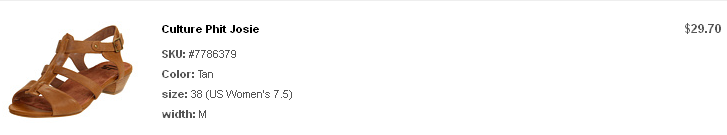 Culture Phit Josie $29.70
SKU: #7786379
Color: Tan
size: 38 (US Women's 7.5)
width: M